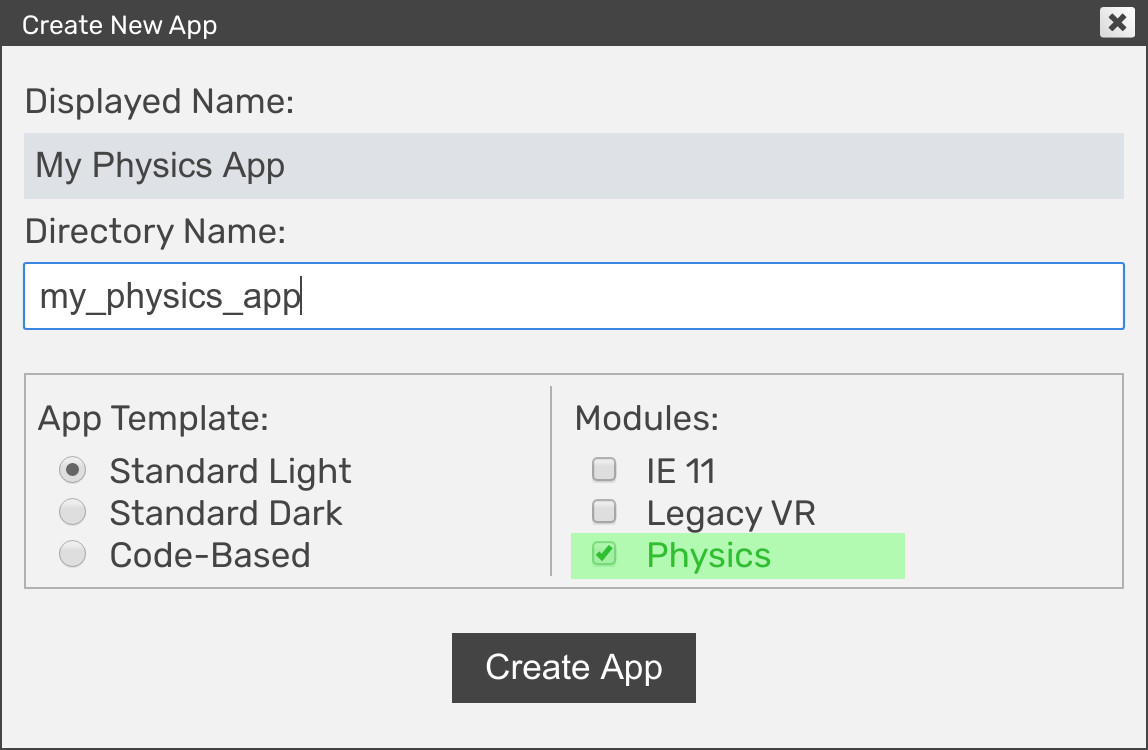 Create New App
Displayed Name:
My Physics App
Directory Name:
my_physics_app
App Template:
Standard Light
Standard Dark
Code-Based
Modules:
IE 11
Legacy VR
Physics
Create App